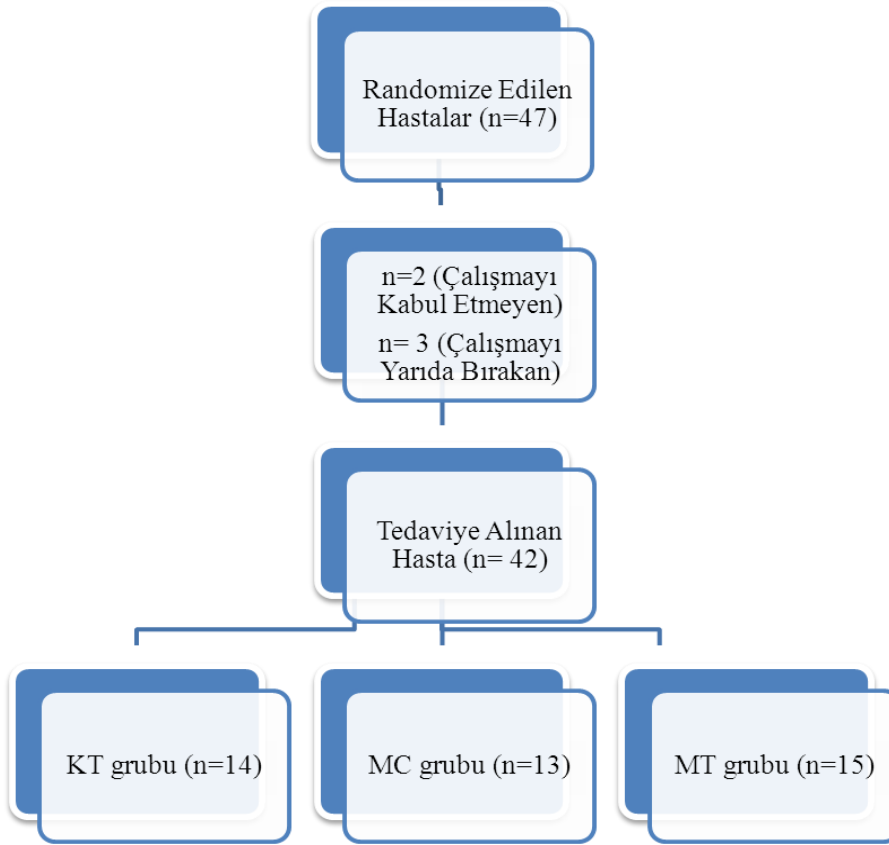 Randomize Edilen
Hastalar (n=47)
n=2 (Çalışmayı
Kabul Etmeyen)
n= 3 (Çalışmayı
Yarıda Bırakan)
Tedaviye Alınan
Hasta (n= 42)
KT grubu (n=14)
MC grubu (n=13)
MT grubu (n=15)